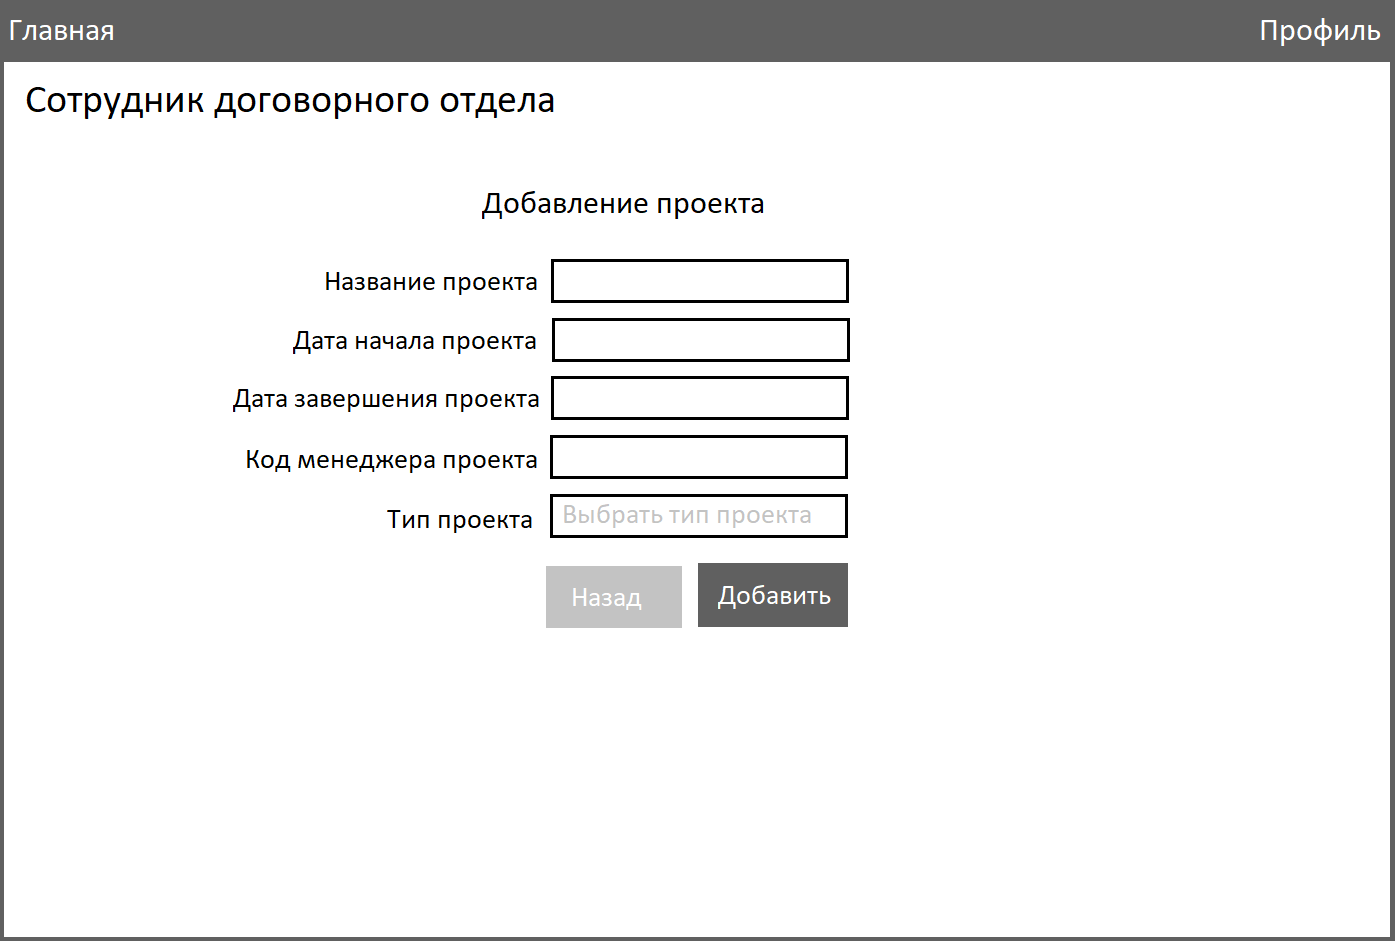 Главная
Профиль
Сотрудник договорного отдела
Добавление проекта
Название проекта
Дата начала проекта
Дата завершения проекта
Код менеджера проекта
Тип проекта
Выбрать тип проекта
Назад
Добавить